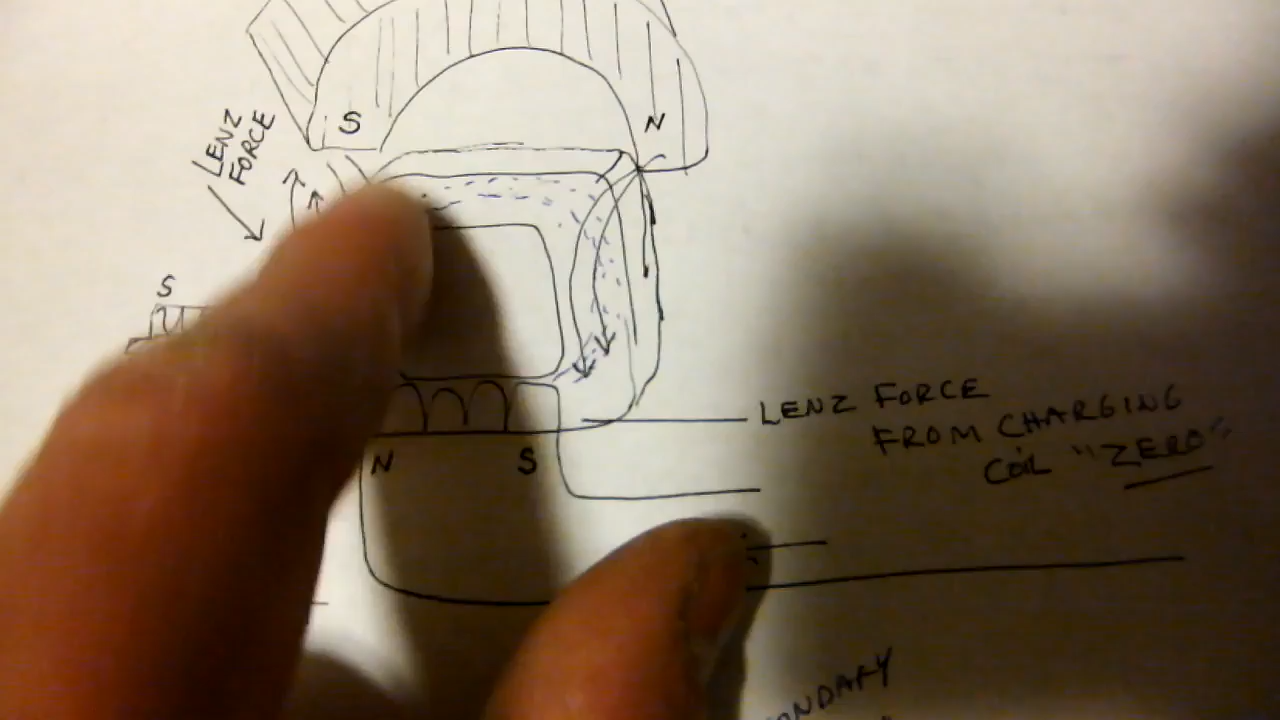 S
N
LENZ
FORCE
S
LENZ FORCE
FROM CHARGING
COIL "ZERO"
N
S